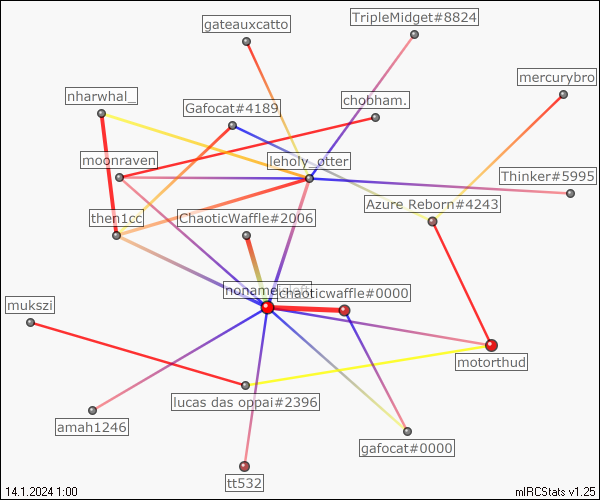 TripleMidget#8824
gateauxcatto
mercurybro
nharwhal_
chobham.
Gafocat#4189
moonraven
leholy_otter
Thinker#5995
Azure Reborn#4243
then1cc
ChaoticWaffle#2006
chaoticwaffle#0000
mukszi
motorthud
lucas das oppai#2396
amah1246
gafocat#0000
tt532
14.1.2024 1:00
mIRCStats v1.25